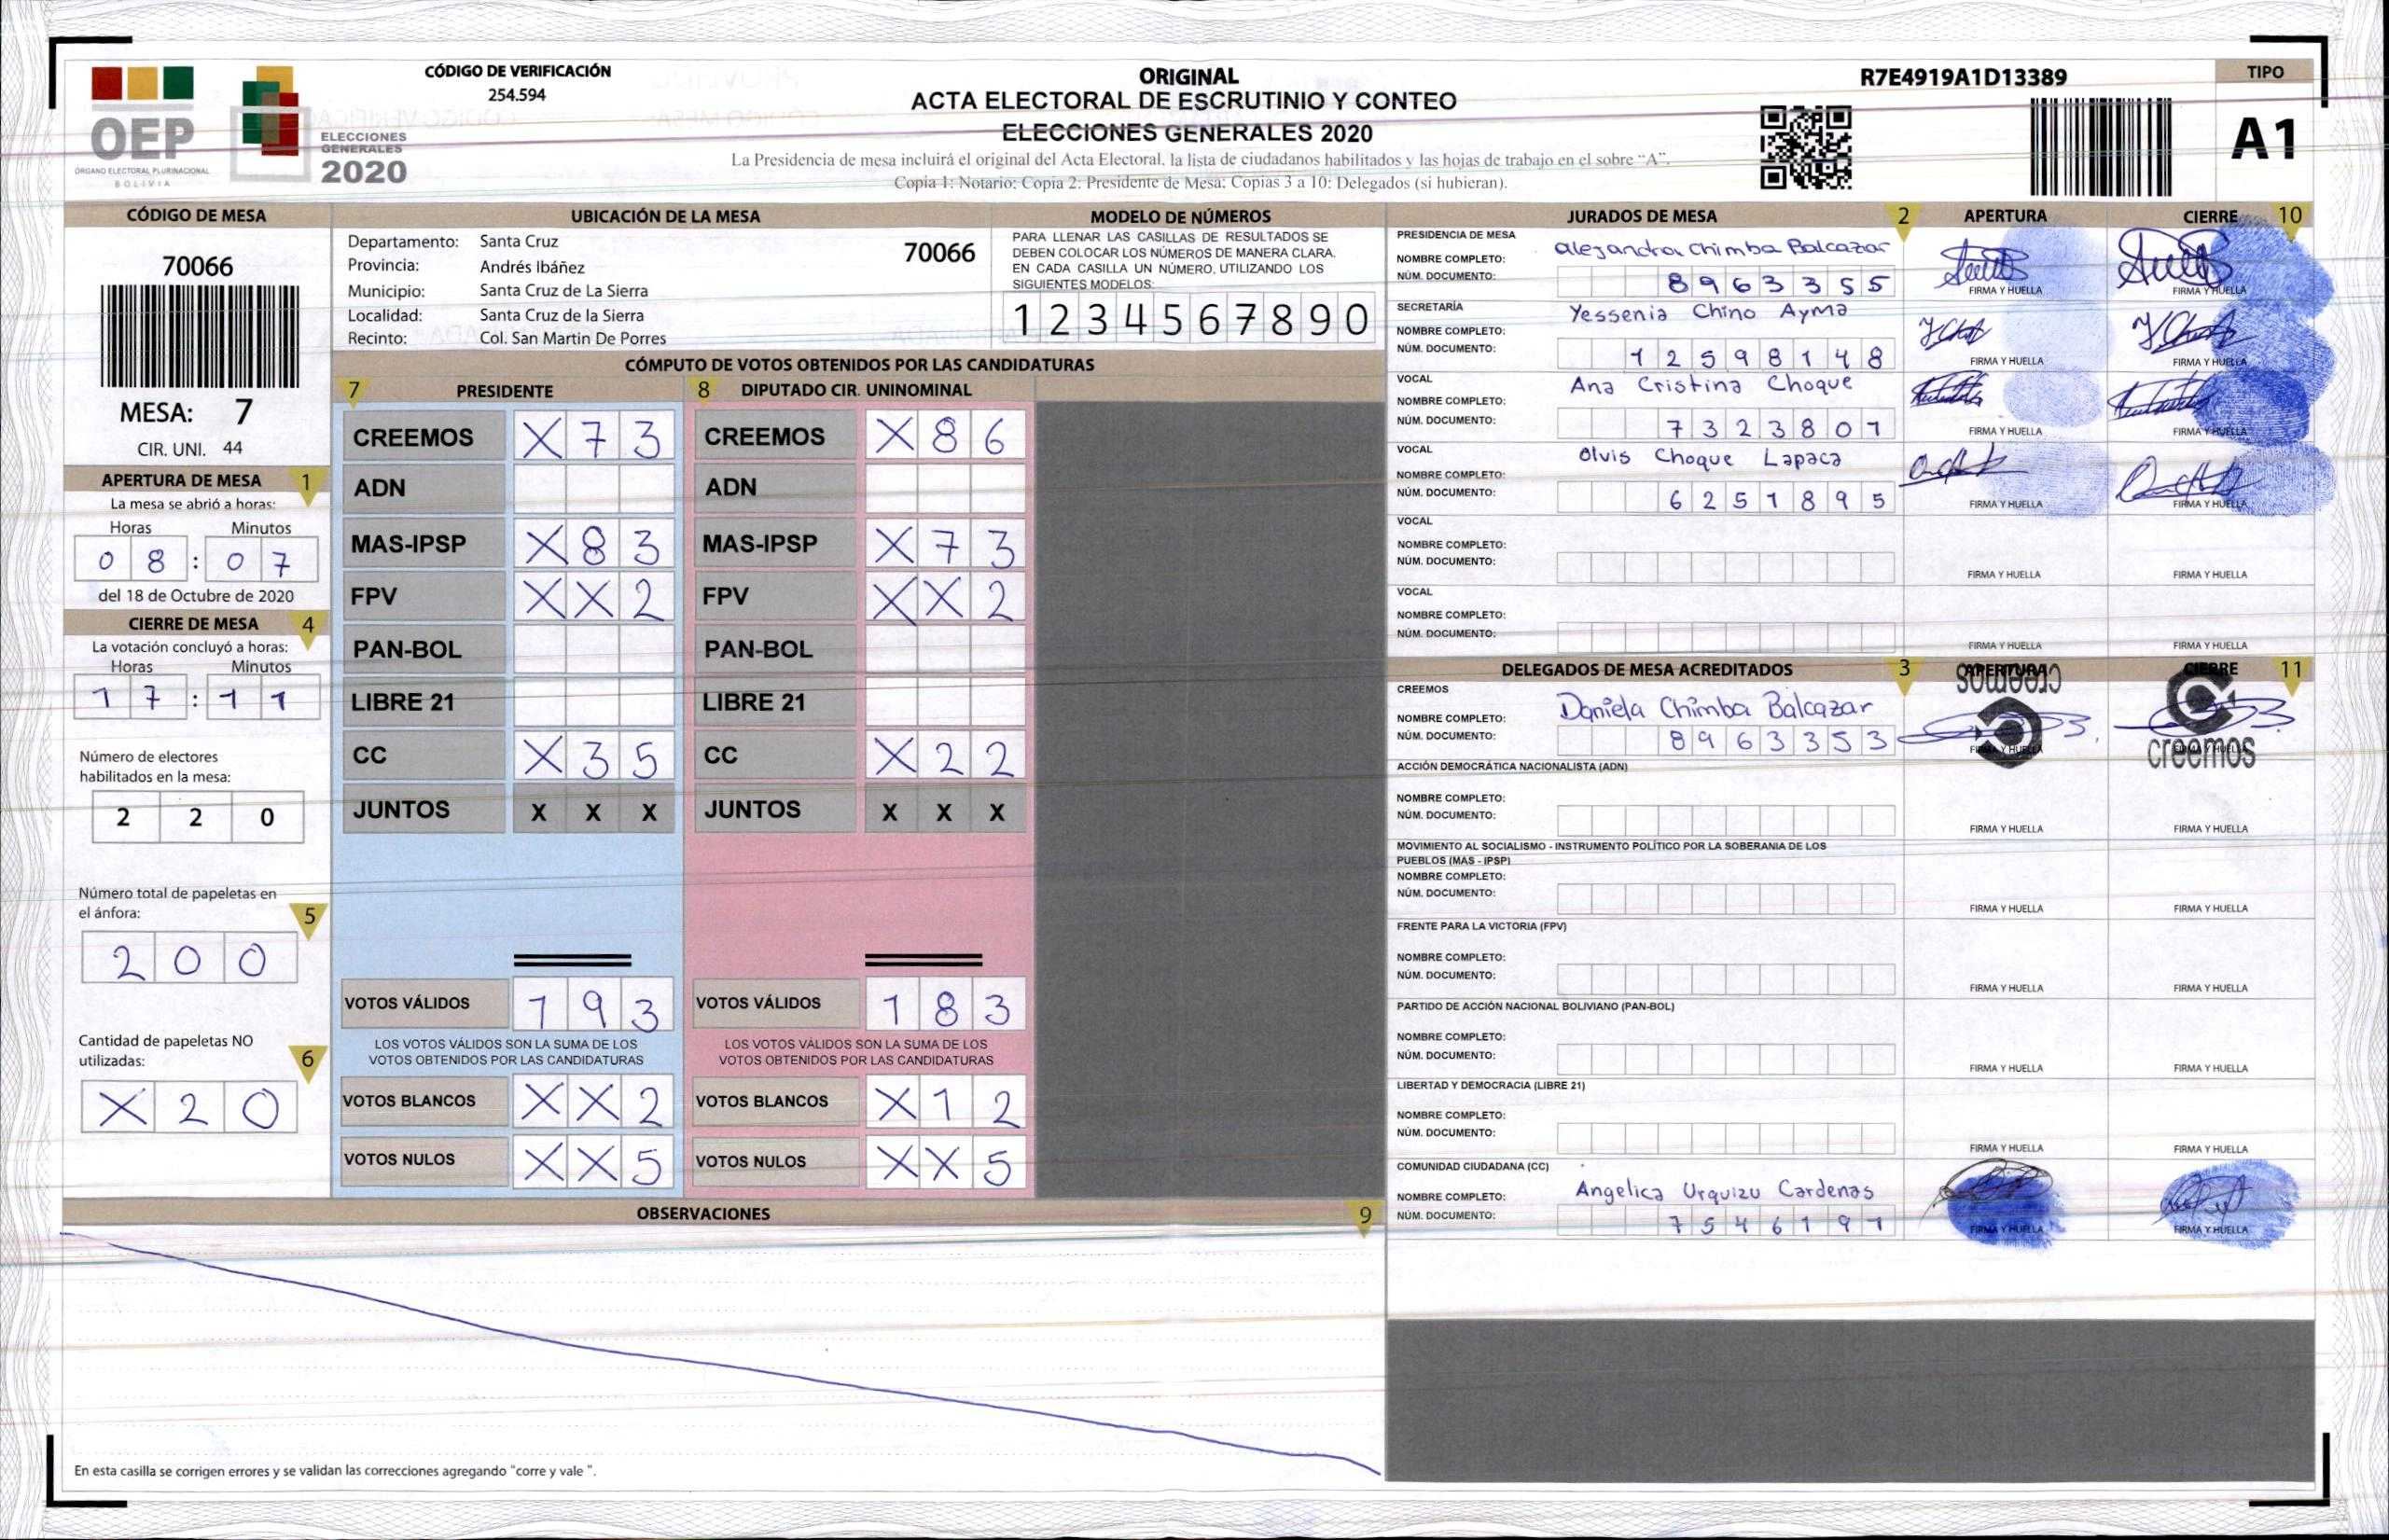 OEP
ÓRGANO ELECTORAL PLURINACIONAL
BOLIVIA
ELECCIONES
GENERALES
2020
CÓDIGO DE VERIFICACIÓN
254.594
ORIGINAL
ACTA ELECTORAL DE ESCRUTINIO Y CONTEO
ELECCIONES GENERALES 2020
La Presidencia de mesa incluirá el original del Acta Electoral, la lista de ciudadanos habilitados y las hojas de trabajo en el sobre "A".
Copia 1: Notario; Copia 2: Presidente de Mesa; Copias 3 a 10: Delegados (si hubieran).
R7E4919A1D13389
TIPO
A1
CÓDIGO DE MESA
70066
MESA: 7
CIR. UNI. 44
APERTURA DE MESA 1
La mesa se abrió a horas:
Horas Minutos
0 8 : 0 7
del 18 de Octubre de 2020
CIERRE DE MESA 4
La votación concluyó a horas:
Horas Minutos
1 7 : 1 1
Número de electores
habilitados en la mesa:
2 2 0
Número total de papeletas en
el ánfora:
5
2 0 0
Cantidad de papeletas NO
utilizadas:
6
X 2 0
UBICACIÓN DE LA MESA
Departamento: Santa Cruz
70066
Provincia: Andrés Ibáñez
Municipio: Santa Cruz de La Sierra
Localidad: Santa Cruz de la Sierra
Recinto: Col. San Martin De Porres
MODELO DE NÚMEROS
PARA LLENAR LAS CASILLAS DE RESULTADOS SE
DEBEN COLOCAR LOS NÚMEROS DE MANERA CLARA.
EN CADA CASILLA UN NÚMERO, UTILIZANDO LOS
SIGUIENTES MODELOS:
1 2 3 4 5 6 7 8 9 0
CÓMPUTO DE VOTOS OBTENIDOS POR LAS CANDIDATURAS
7 PRESIDENTE
CREEMOS X 7 3
ADN
MAS-IPSP X 8 3
FPV X X 2
PAN-BOL
LIBRE 21
CC X 3 5
JUNTOS X X X
VOTOS VÁLIDOS 1 9 3
LOS VOTOS VÁLIDOS SON LA SUMA DE LOS
VOTOS OBTENIDOS POR LAS CANDIDATURAS
VOTOS BLANCOS X X 2
VOTOS NULOS X X 5
8 DIPUTADO CIR. UNINOMINAL
CREEMOS X 8 6
ADN
MAS-IPSP X 7 3
FPV X X 2
PAN-BOL
LIBRE 21
CC X 2 2
JUNTOS X X X
VOTOS VÁLIDOS 1 8 3
LOS VOTOS VÁLIDOS SON LA SUMA DE LOS
VOTOS OBTENIDOS POR LAS CANDIDATURAS
VOTOS BLANCOS X 1 2
VOTOS NULOS X X 5
OBSERVACIONES 9
En esta casilla se corrigen errores y se validan las correcciones agregando "corre y vale ".
JURADOS DE MESA 2 APERTURA CIERRE 10
PRESIDENCIA DE MESA
NOMBRE COMPLETO: alejandra Chimba Balcazar
NÚM. DOCUMENTO: 8 9 6 3 3 5 5
FIRMA Y HUELLA FIRMA Y HUELLA
SECRETARÍA
NOMBRE COMPLETO: Yessenia Chino Ayma
NÚM. DOCUMENTO: 1 2 5 9 8 1 4 8
FIRMA Y HUELLA FIRMA Y HUELLA
VOCAL
NOMBRE COMPLETO: Ana Cristina Choque
NÚM. DOCUMENTO: 7 3 2 3 8 0 1
FIRMA Y HUELLA FIRMA Y HUELLA
VOCAL
NOMBRE COMPLETO: Olvis Choque Lapaca
NÚM. DOCUMENTO: 6 2 5 1 8 9 5
FIRMA Y HUELLA FIRMA Y HUELLA
VOCAL
NOMBRE COMPLETO:
NÚM. DOCUMENTO:
FIRMA Y HUELLA FIRMA Y HUELLA
VOCAL
NOMBRE COMPLETO:
NÚM. DOCUMENTO:
FIRMA Y HUELLA FIRMA Y HUELLA
DELEGADOS DE MESA ACREDITADOS 3 APERTURA CIERRE 11
CREEMOS
NOMBRE COMPLETO: Daniela Chimba Balcazar
NÚM. DOCUMENTO: 8 9 6 3 3 5 3
FIRMA Y HUELLA FIRMA Y HUELLA
creemos
creemos
ACCIÓN DEMOCRÁTICA NACIONALISTA (ADN)
NOMBRE COMPLETO:
NÚM. DOCUMENTO:
FIRMA Y HUELLA FIRMA Y HUELLA
MOVIMIENTO AL SOCIALISMO - INSTRUMENTO POLÍTICO POR LA SOBERANIA DE LOS
PUEBLOS (MAS - IPSP)
NOMBRE COMPLETO:
NÚM. DOCUMENTO:
FIRMA Y HUELLA FIRMA Y HUELLA
FRENTE PARA LA VICTORIA (FPV)
NOMBRE COMPLETO:
NÚM. DOCUMENTO:
FIRMA Y HUELLA FIRMA Y HUELLA
PARTIDO DE ACCIÓN NACIONAL BOLIVIANO (PAN-BOL)
NOMBRE COMPLETO:
NÚM. DOCUMENTO:
FIRMA Y HUELLA FIRMA Y HUELLA
LIBERTAD Y DEMOCRACIA (LIBRE 21)
NOMBRE COMPLETO:
NÚM. DOCUMENTO:
FIRMA Y HUELLA FIRMA Y HUELLA
COMUNIDAD CIUDADANA (CC)
NOMBRE COMPLETO: Angelica Urquizu Cardenas
NÚM. DOCUMENTO: 7 5 4 6 1 9 1
FIRMA Y HUELLA FIRMA Y HUELLA